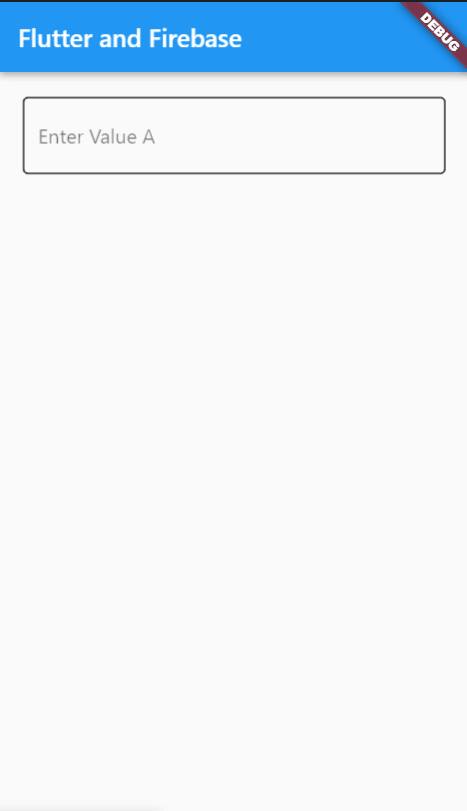 Flutter and Firebase
DEBUG
Enter Value A